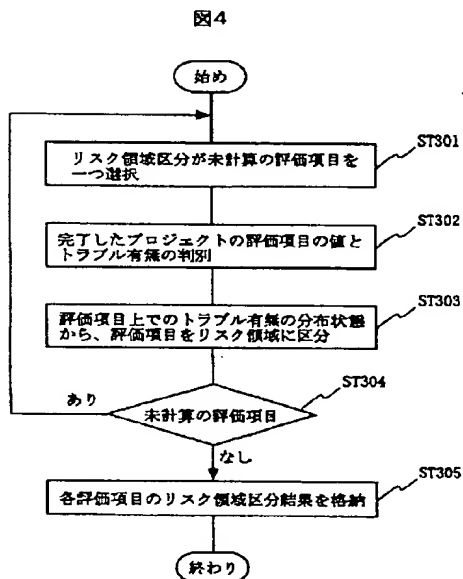 図4
始め
ST301
リスク領域区分が未計算の評価項目を
一つ選択
ST302
完了したプロジェクトの評価項目の値と
トラブル有無の判別
ST303
評価項目上でのトラブル有無の分布状態
から、評価項目をリスク領域に区分
ST304
あり
未計算の評価項目
なし
ST305
各評価項目のリスク領域区分結果を格納
終わり